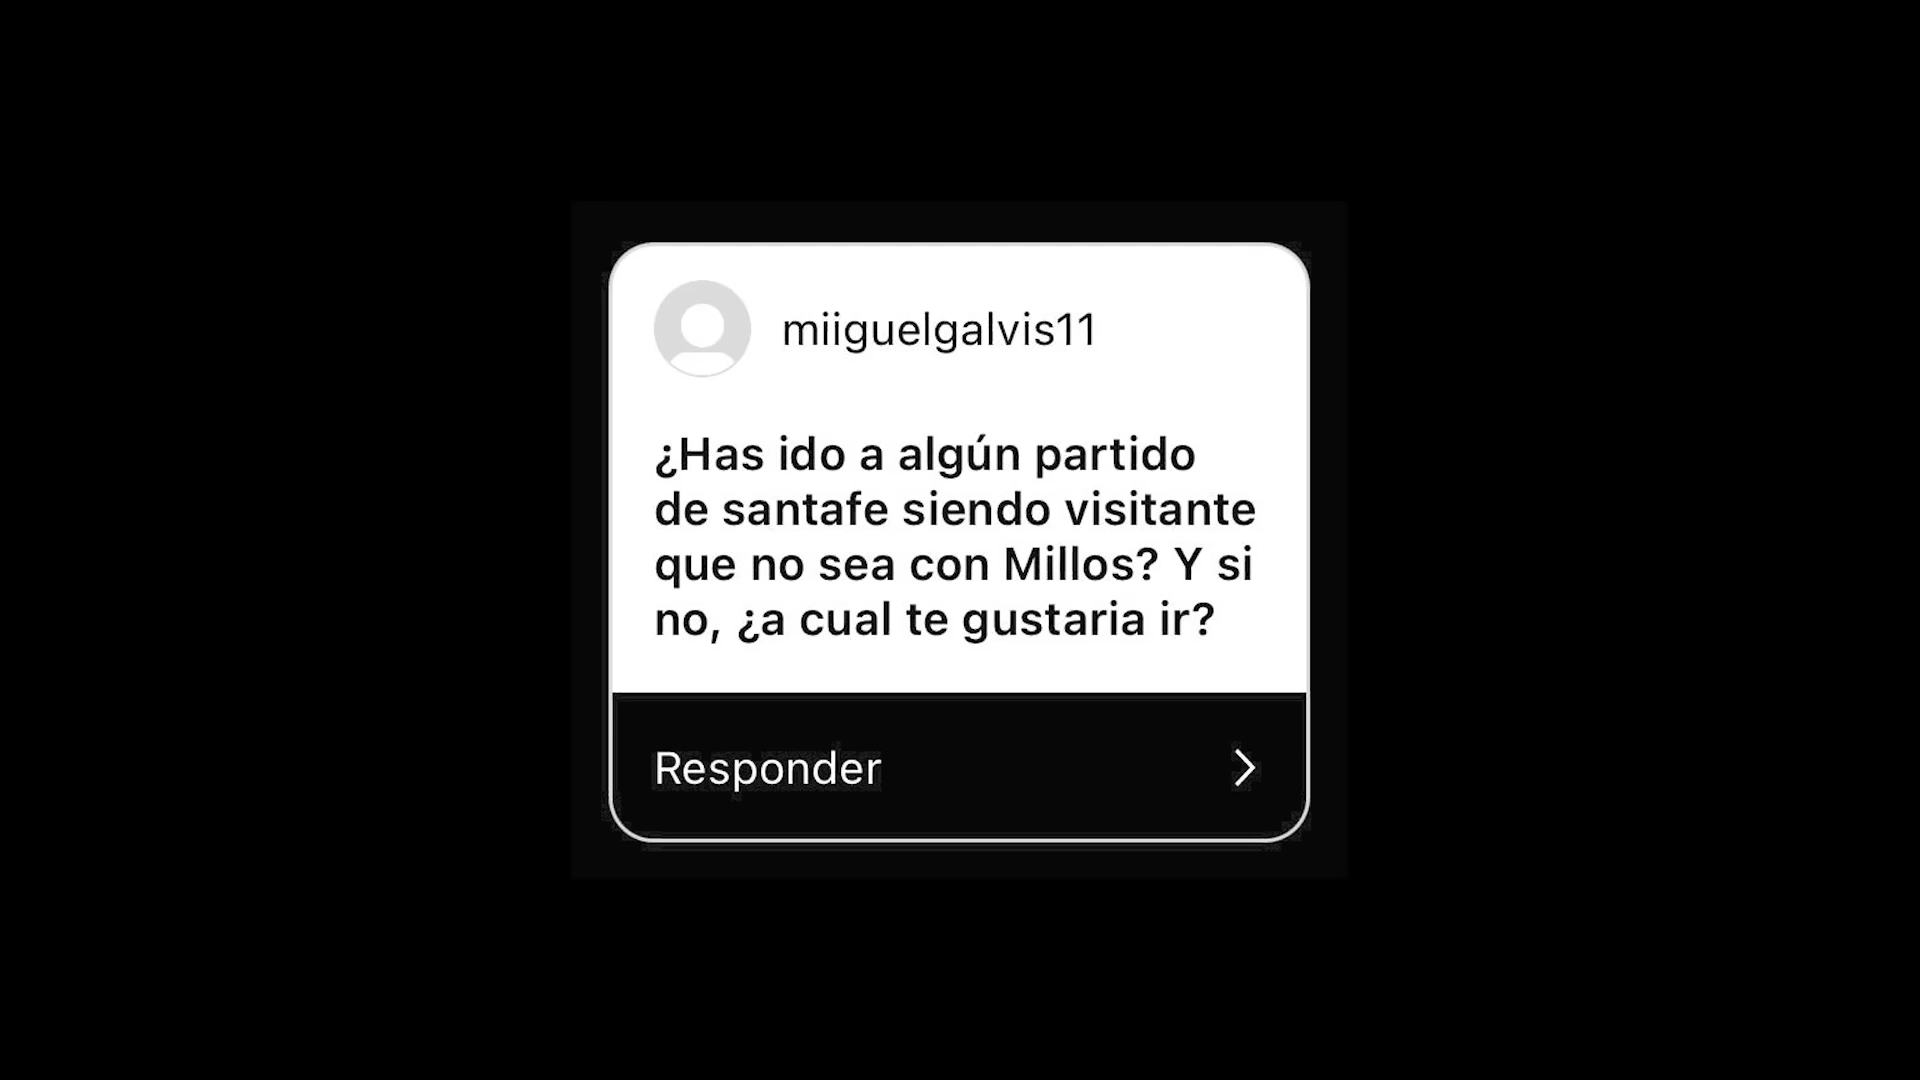 miiguelgalvis11
¿Has ido a algún partido
de santafe siendo visitante
que no sea con Millos? Y si
no, ¿a cual te gustaria ir?
Responder